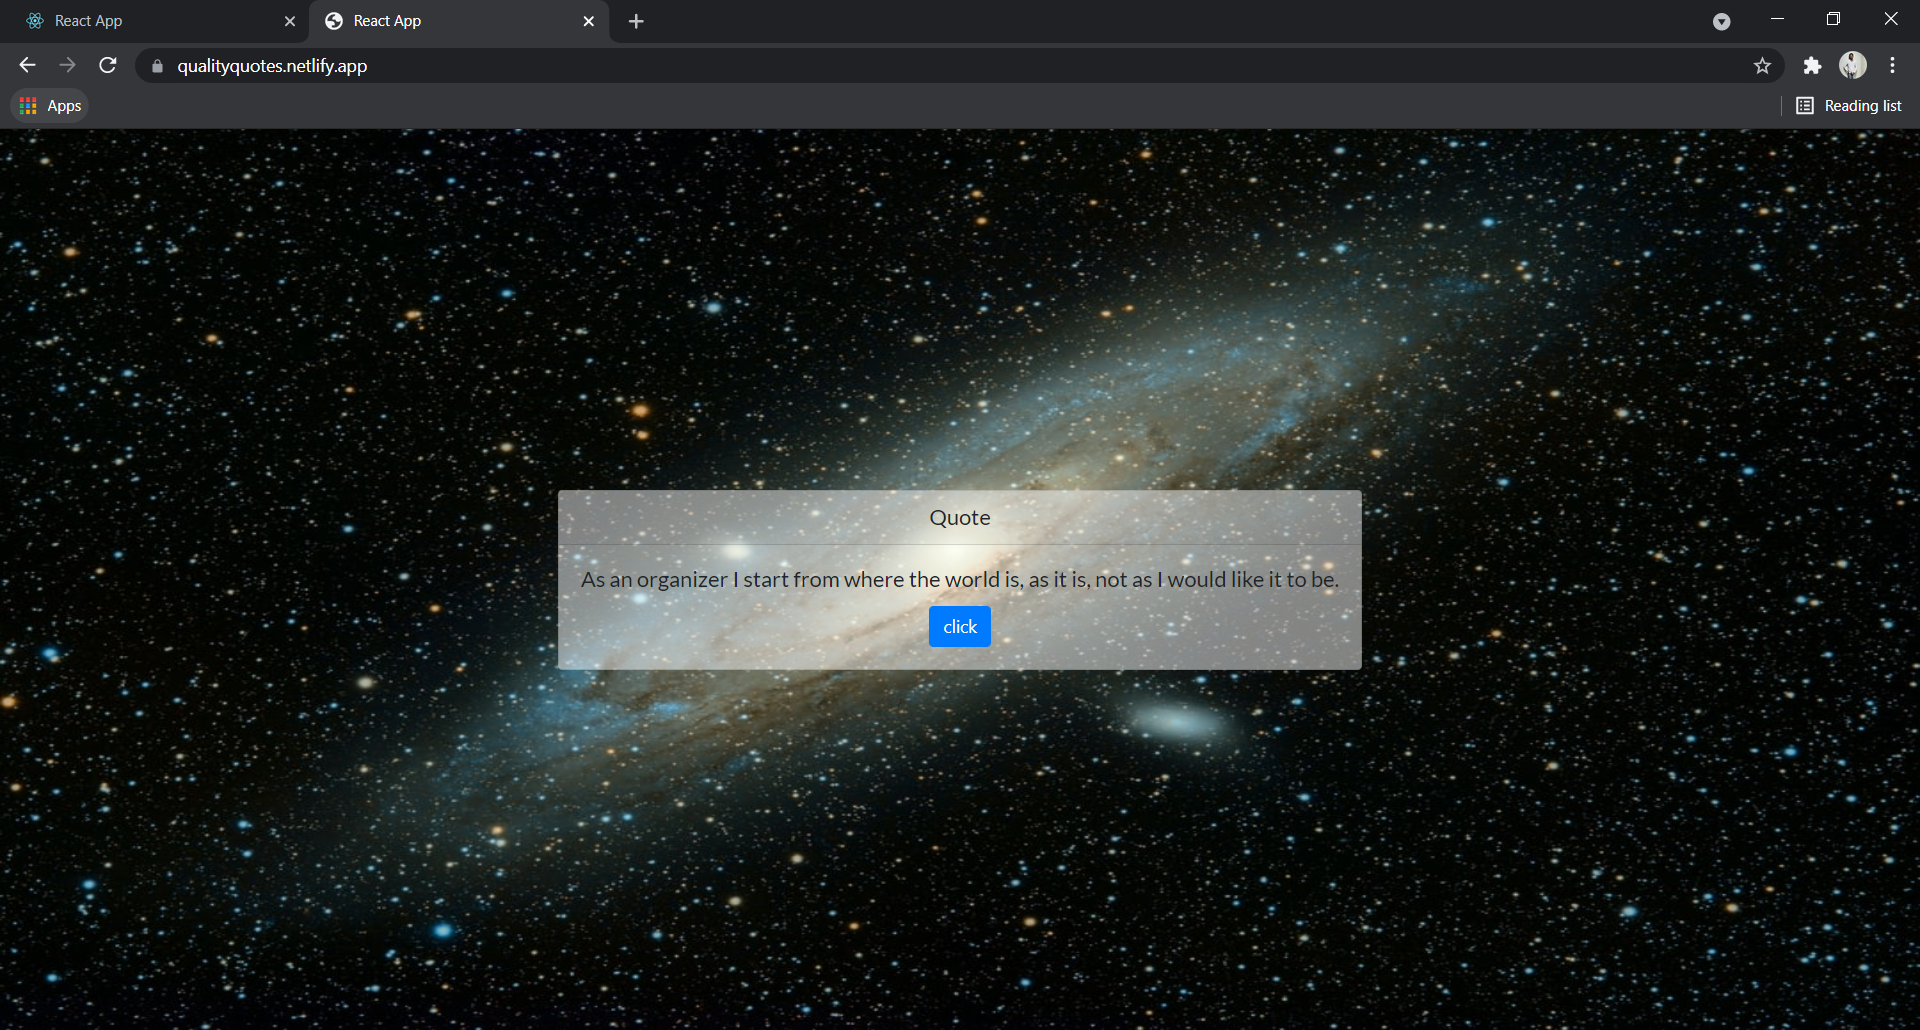 React App
React App
qualityquotes.netlify.app
Apps
Reading list
Quote
As an organizer I start from where the world is, as it is, not as I would like it to be.
click